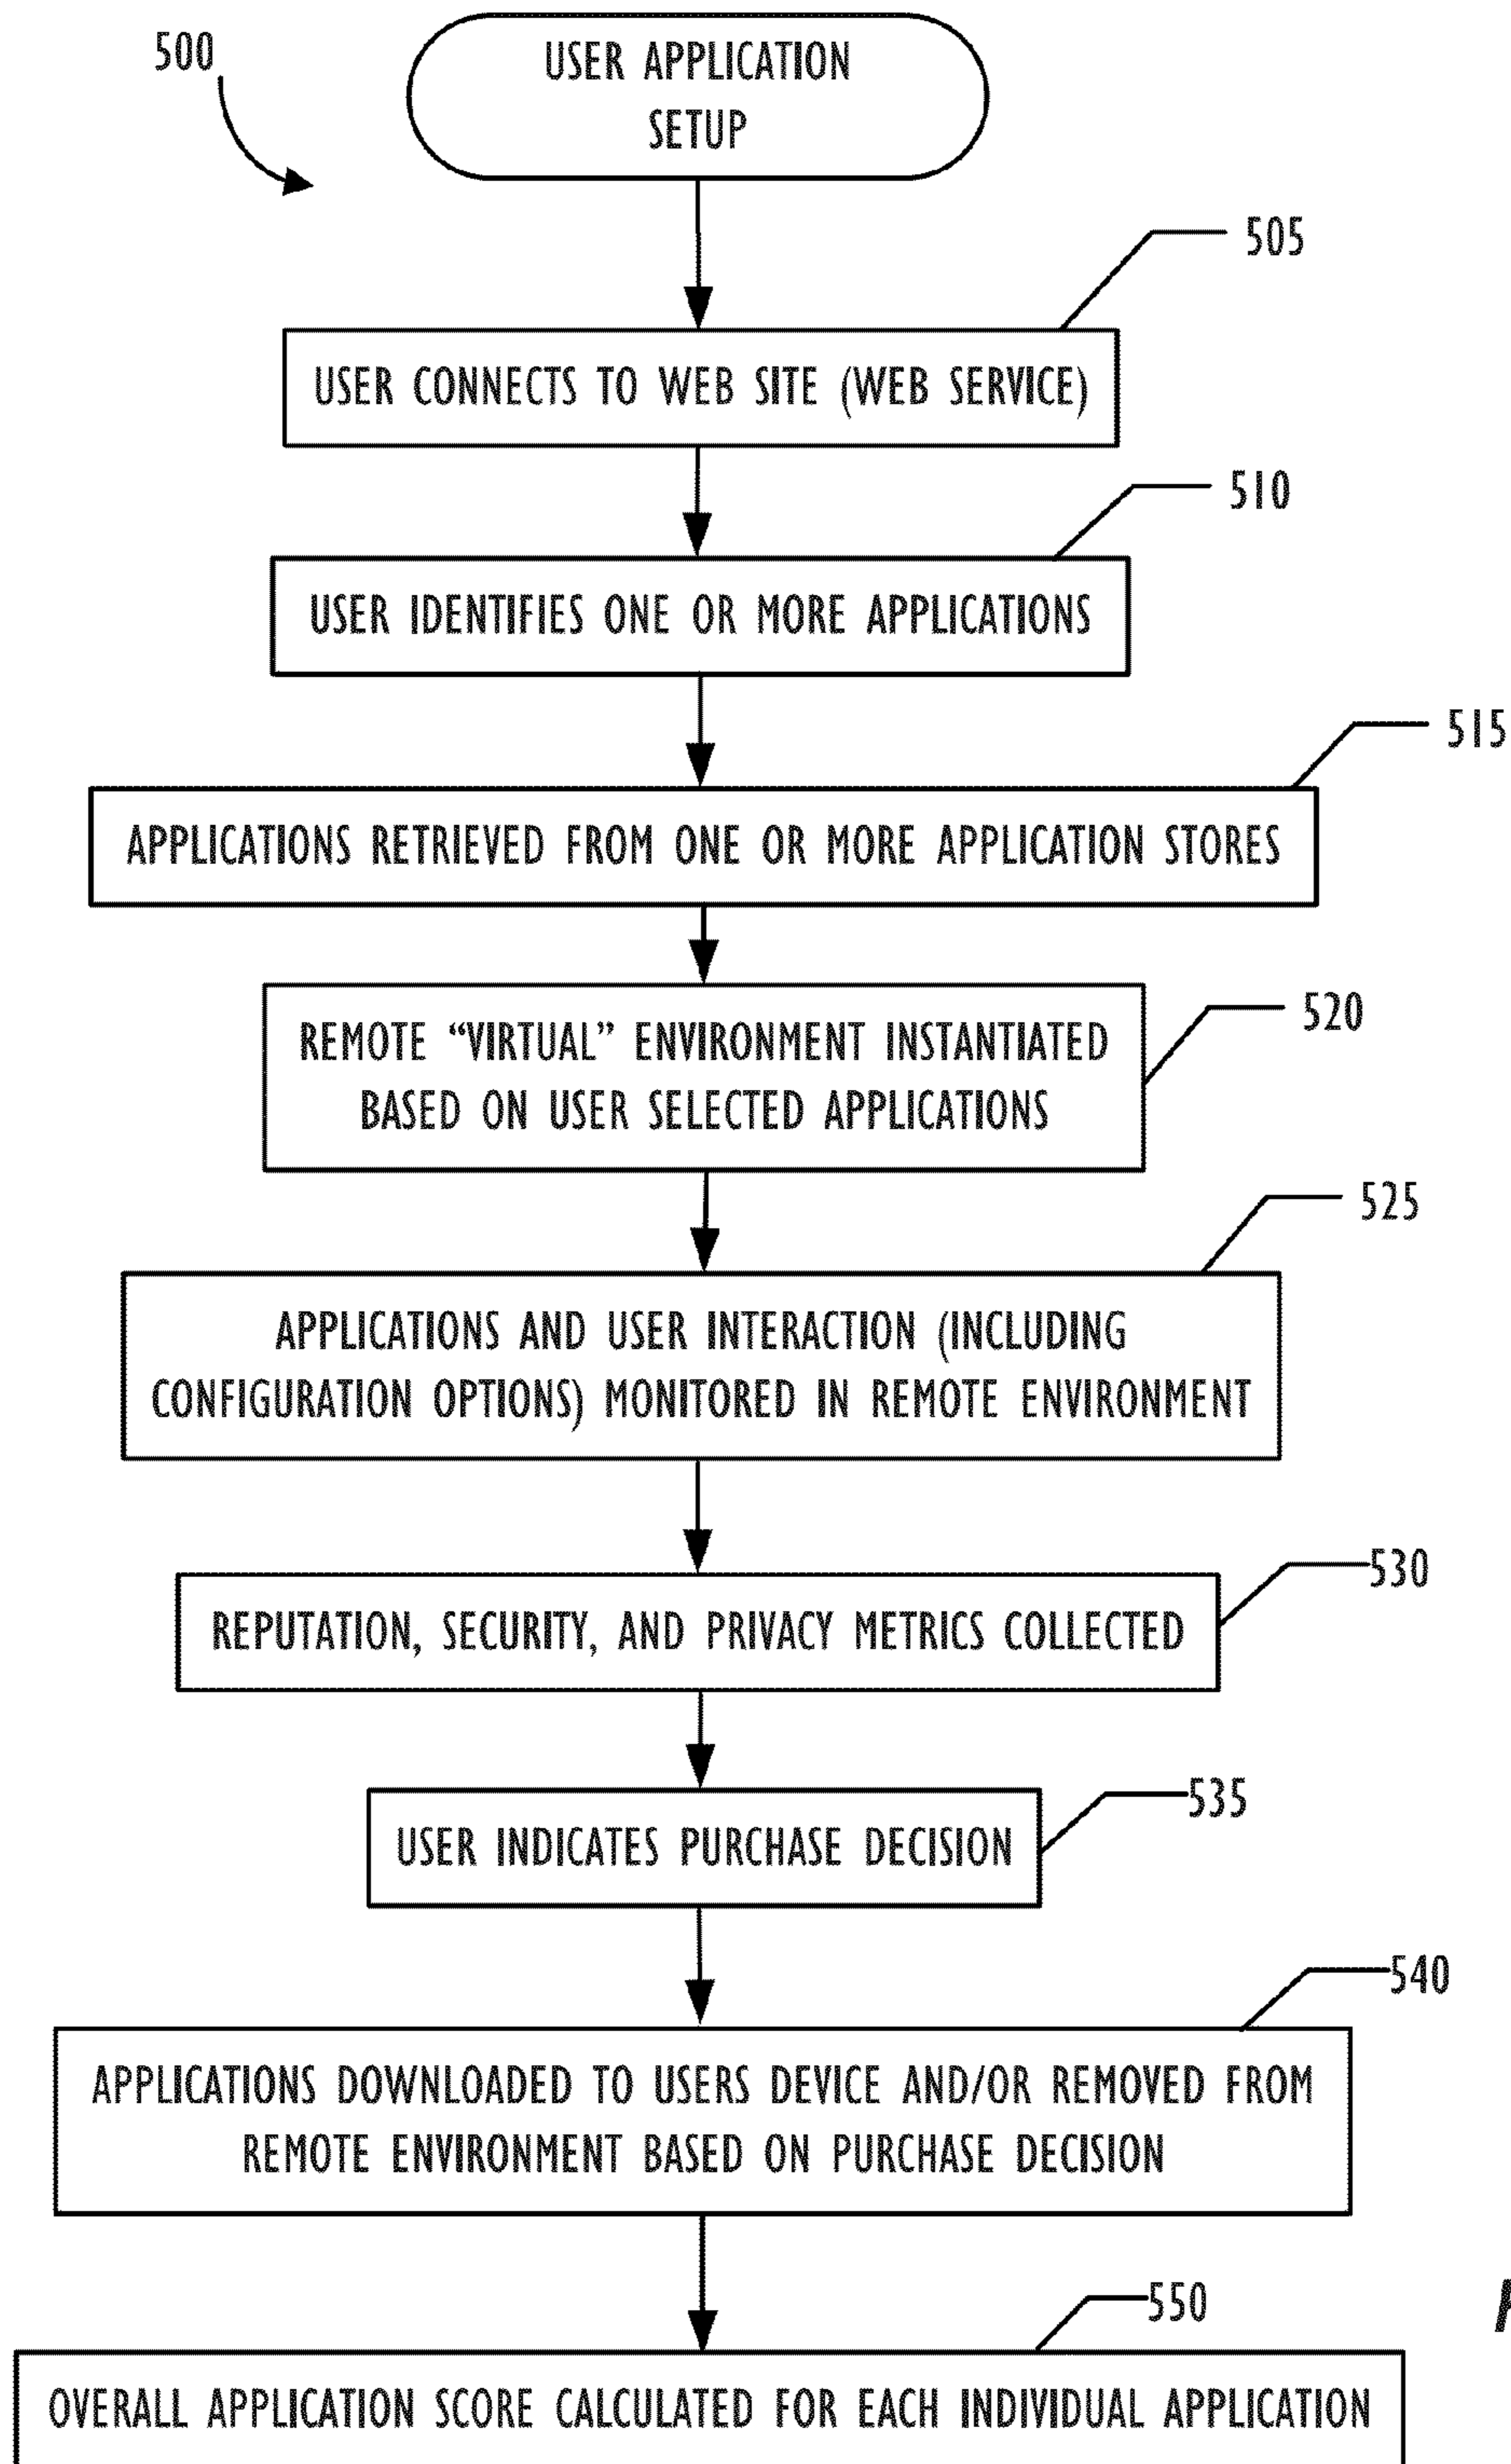 500
USER APPLICATION
SETUP
505
USER CONNECTS TO WEB SITE (WEB SERVICE)
510
USER IDENTIFIES ONE OR MORE APPLICATIONS
515
APPLICATIONS RETRIEVED FROM ONE OR MORE APPLICATION STORES
520
REMOTE “VIRTUAL” ENVIRONMENT INSTANTIATED
BASED ON USER SELECTED APPLICATIONS
525
APPLICATIONS AND USER INTERACTION (INCLUDING
CONFIGURATION OPTIONS) MONITORED IN REMOTE ENVIRONMENT
530
REPUTATION, SECURITY, AND PRIVACY METRICS COLLECTED
535
USER INDICATES PURCHASE DECISION
540
APPLICATIONS DOWNLOADED TO USERS DEVICE AND/OR REMOVED FROM
REMOTE ENVIRONMENT BASED ON PURCHASE DECISION
550
OVERALL APPLICATION SCORE CALCULATED FOR EACH INDIVIDUAL APPLICATION